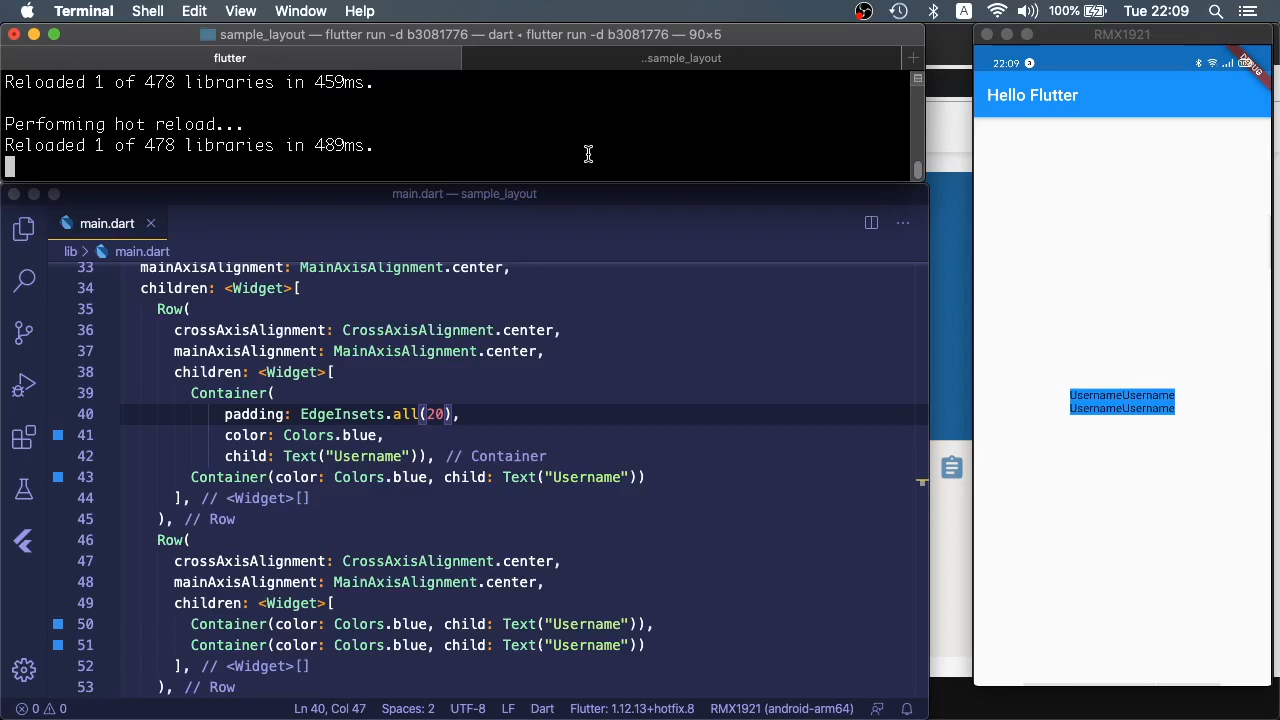 Terminal Shell Edit View Window Help A 100% Tue 22:09
sample_layout — flutter run -d b3081776 — dart ◂ flutter run -d b3081776 — 90×5
flutter
..sample_layout
Reloaded 1 of 478 libraries in 459ms.
Performing hot reload...
Reloaded 1 of 478 libraries in 489ms.
main.dart — sample_layout
main.dart
lib > main.dart
33 mainAxisAlignment: MainAxisAlignment.center,
34 children: <Widget>[
35 Row(
36 crossAxisAlignment: CrossAxisAlignment.center,
37 mainAxisAlignment: MainAxisAlignment.center,
38 children: <Widget>[
39 Container(
40 padding: EdgeInsets.all(20),
41 color: Colors.blue,
42 child: Text("Username")), // Container
43 Container(color: Colors.blue, child: Text("Username"))
44 ], // <Widget>[]
45 ), // Row
46 Row(
47 crossAxisAlignment: CrossAxisAlignment.center,
48 mainAxisAlignment: MainAxisAlignment.center,
49 children: <Widget>[
50 Container(color: Colors.blue, child: Text("Username")),
51 Container(color: Colors.blue, child: Text("Username"))
52 ], // <Widget>[]
53 ), // Row
0 0 Ln 40, Col 47 Spaces: 2 UTF-8 LF Dart Flutter: 1.12.13+hotfix.8 RMX1921 (android-arm64)
RMX1921
22:09 3
DEBUG
Hello Flutter
UsernameUsername
UsernameUsername